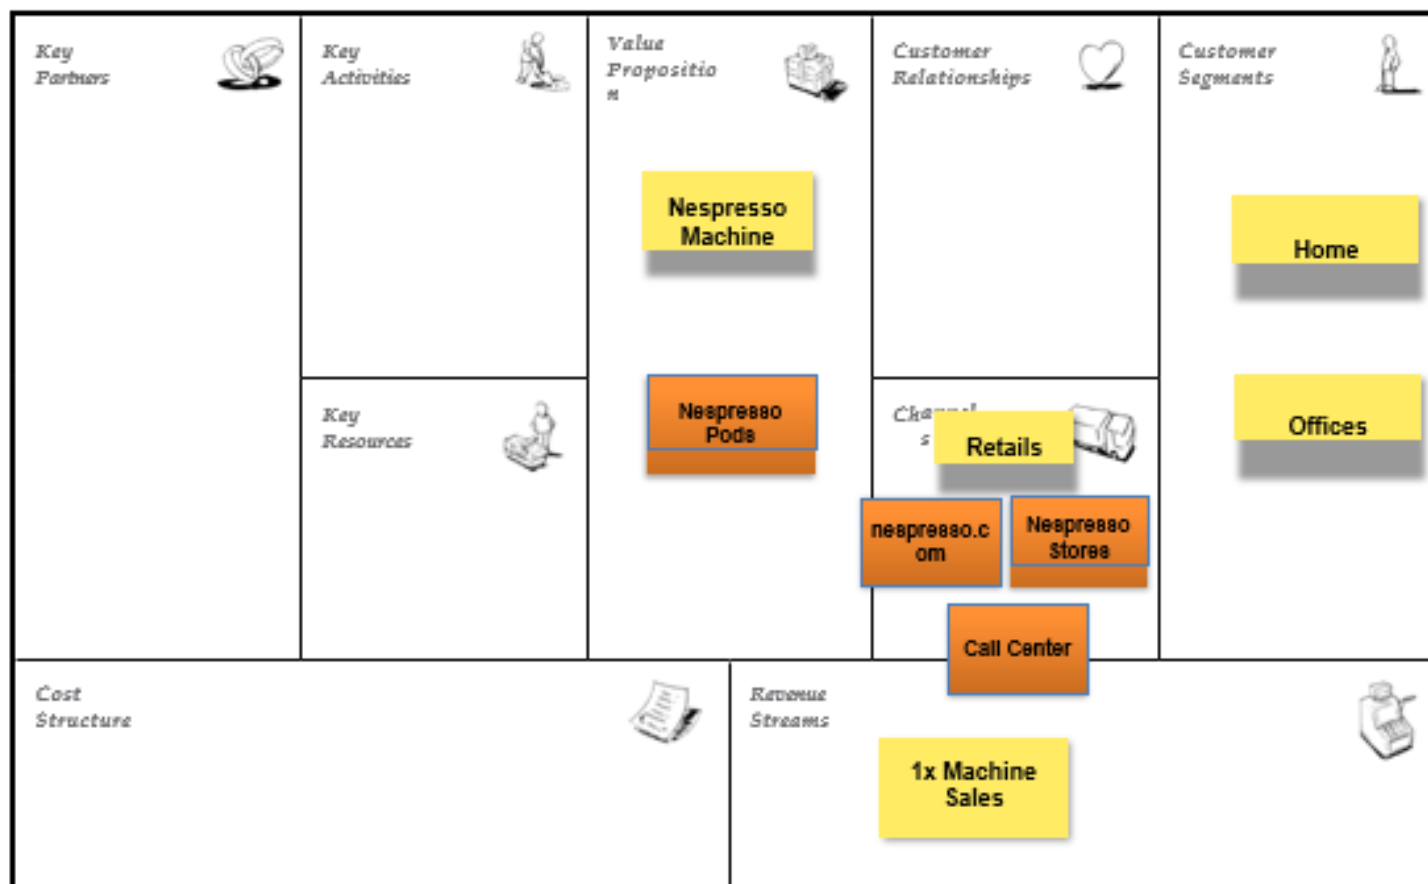 Key
Partners
Key
Activities
Value
Propositio
n
Customer
Relationships
Customer
Segments
Nespresso
Machine
Home
Nespresso
Pods
Key
Resources
Channel
s
Retails
Offices
nespresso.c
om
Nespresso
Stores
Call Center
Cost
Structure
Revenue
Streams
1x Machine
Sales